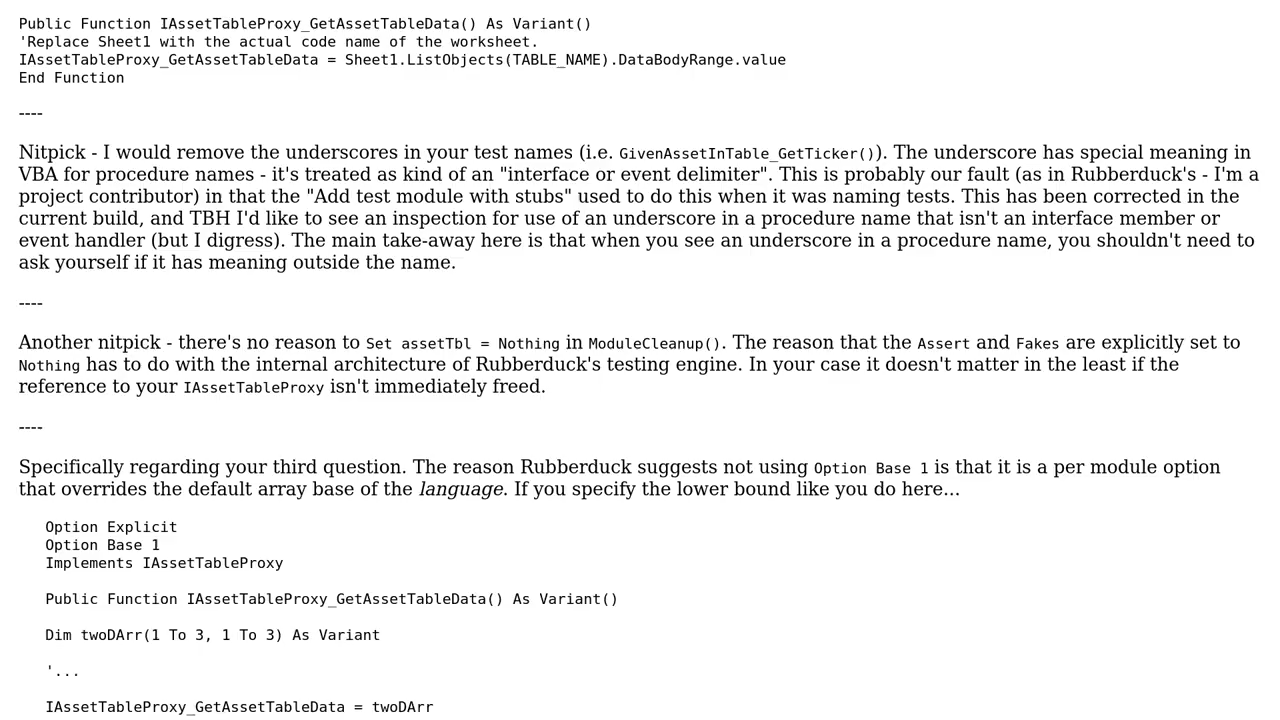 Public Function IAssetTableProxy_GetAssetTableData() As Variant()
'Replace Sheet1 with the actual code name of the worksheet.
IAssetTableProxy_GetAssetTableData = Sheet1.ListObjects(TABLE_NAME).DataBodyRange.value
End Function
----
Nitpick - I would remove the underscores in your test names (i.e. GivenAssetInTable_GetTicker()). The underscore has special meaning in
VBA for procedure names - it's treated as kind of an "interface or event delimiter". This is probably our fault (as in Rubberduck's - I'm a
project contributor) in that the "Add test module with stubs" used to do this when it was naming tests. This has been corrected in the
current build, and TBH I'd like to see an inspection for use of an underscore in a procedure name that isn't an interface member or
event handler (but I digress). The main take-away here is that when you see an underscore in a procedure name, you shouldn't need to
ask yourself if it has meaning outside the name.
----
Another nitpick - there's no reason to Set assetTbl = Nothing in ModuleCleanup(). The reason that the Assert and Fakes are explicitly set to
Nothing has to do with the internal architecture of Rubberduck's testing engine. In your case it doesn't matter in the least if the
reference to your IAssetTableProxy isn't immediately freed.
----
Specifically regarding your third question. The reason Rubberduck suggests not using Option Base 1 is that it is a per module option
that overrides the default array base of the language. If you specify the lower bound like you do here...
Option Explicit
Option Base 1
Implements IAssetTableProxy
Public Function IAssetTableProxy_GetAssetTableData() As Variant()
Dim twoDArr(1 To 3, 1 To 3) As Variant
'...
IAssetTableProxy_GetAssetTableData = twoDArr